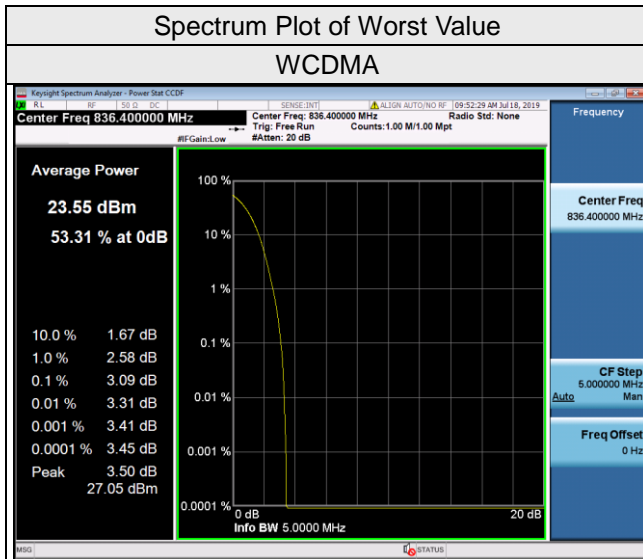 Spectrum Plot of Worst Value
WCDMA
Keysight Spectrum Analyzer - Power Stat CCDF
RL RF 50 Ω DC SENSE:INT ALIGN AUTO/NO RF 09:52:29 AM Jul 18, 2019
Center Freq 836.400000 MHz
Center Freq: 836.400000 MHz Radio Std: None
Trig: Free Run Counts:1.00 M/1.00 Mpt
#IFGain:Low #Atten: 20 dB
Frequency
Average Power
23.55 dBm
53.31 % at 0dB
10.0 % 1.67 dB
1.0 % 2.58 dB
0.1 % 3.09 dB
0.01 % 3.31 dB
0.001 % 3.41 dB
0.0001 % 3.45 dB
Peak 3.50 dB
27.05 dBm
100 %
10 %
1 %
0.1 %
0.01 %
0.001 %
0.0001 %
0 dB 20 dB
Info BW 5.0000 MHz
Center Freq
836.400000 MHz
CF Step
5.000000 MHz
Auto Man
Freq Offset
0 Hz
MSG STATUS